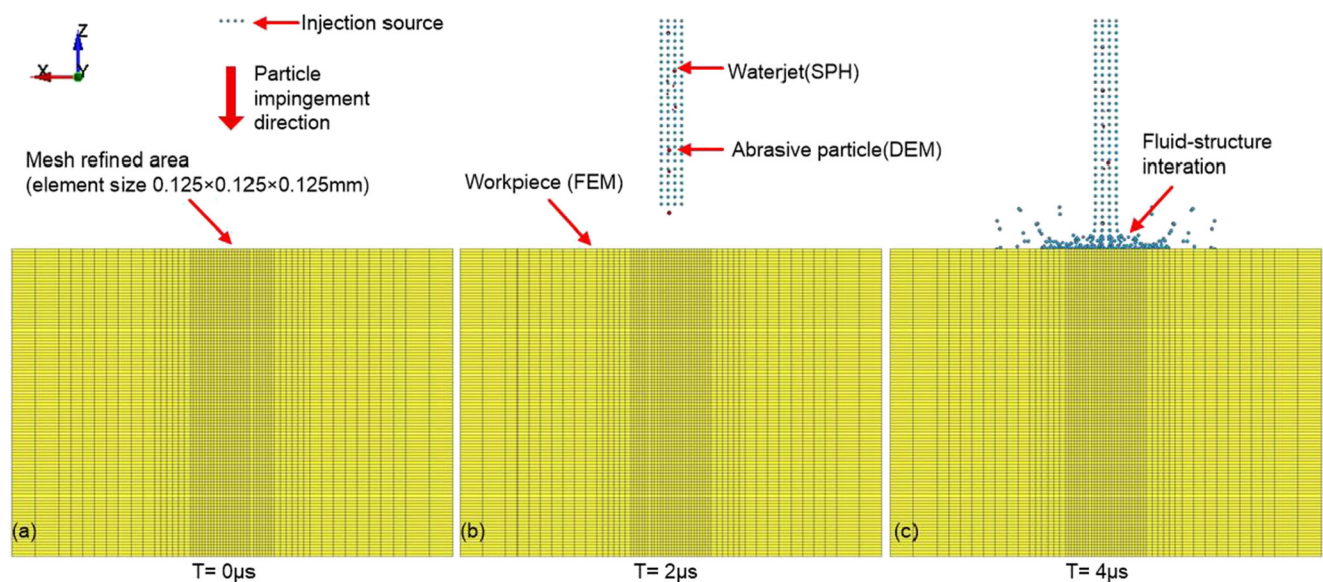 Z
X
Y
Injection source
Particle
impingement
direction
Mesh refined area
(element size 0.125×0.125×0.125mm)
(a)
T= 0μs
Waterjet(SPH)
Abrasive particle(DEM)
Workpiece (FEM)
(b)
T= 2μs
Fluid-structure
interation
(c)
T= 4μs